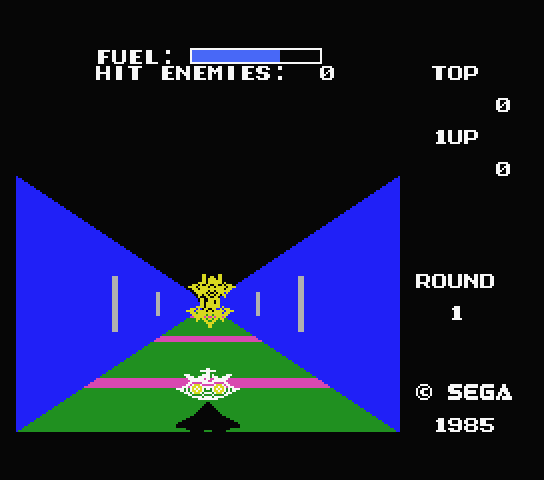 FUEL:
HIT ENEMIES: 0
TOP
0
1UP
0
ROUND
1
© SEGA
1985